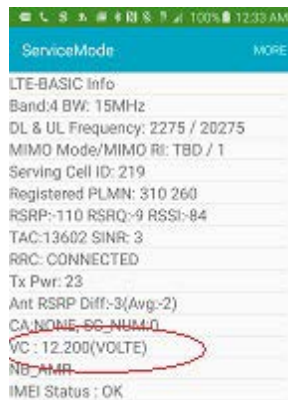 100% 12:33 AM
ServiceMode MORE
LTE-BASIC Info
Band:4 BW: 15MHz
DL & UL Frequency: 2275 / 20275
MIMO Mode/MIMO RI: TBD / 1
Serving Cell ID: 219
Registered PLMN: 310 260
RSRP:-110 RSRQ:-9 RSSI:-84
TAC:13602 SINR: 3
RRC: CONNECTED
Tx Pwr: 23
Ant RSRP Diff:-3(Avg:-2)
CA:NONE, SC_NUM:0
VC : 12.200(VOLTE)
NB_AMR
IMEI Status : OK